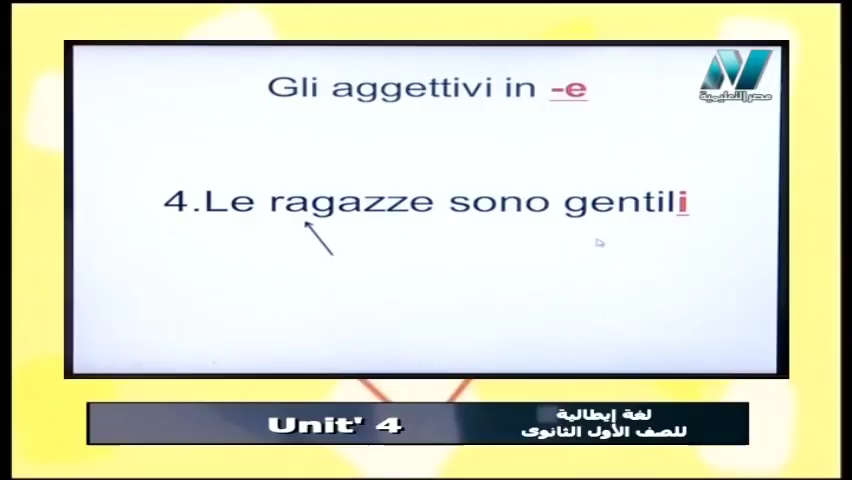 Gli aggettivi in -e
مصر التعليمية
4.Le ragazze sono gentili
Unit' 4
لغة إيطالية
للصف الأول الثانوى